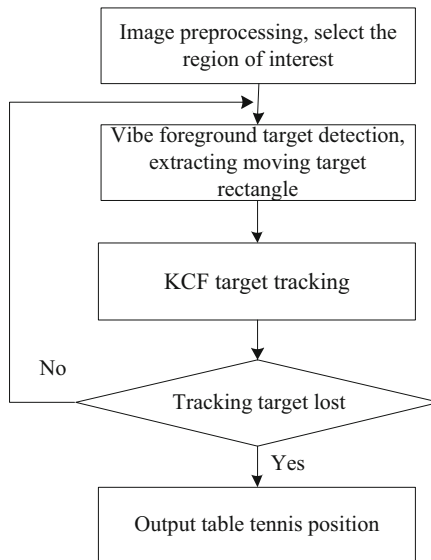 Image preprocessing, select the
region of interest
Vibe foreground target detection,
extracting moving target
rectangle
KCF target tracking
No
Tracking target lost
Yes
Output table tennis position